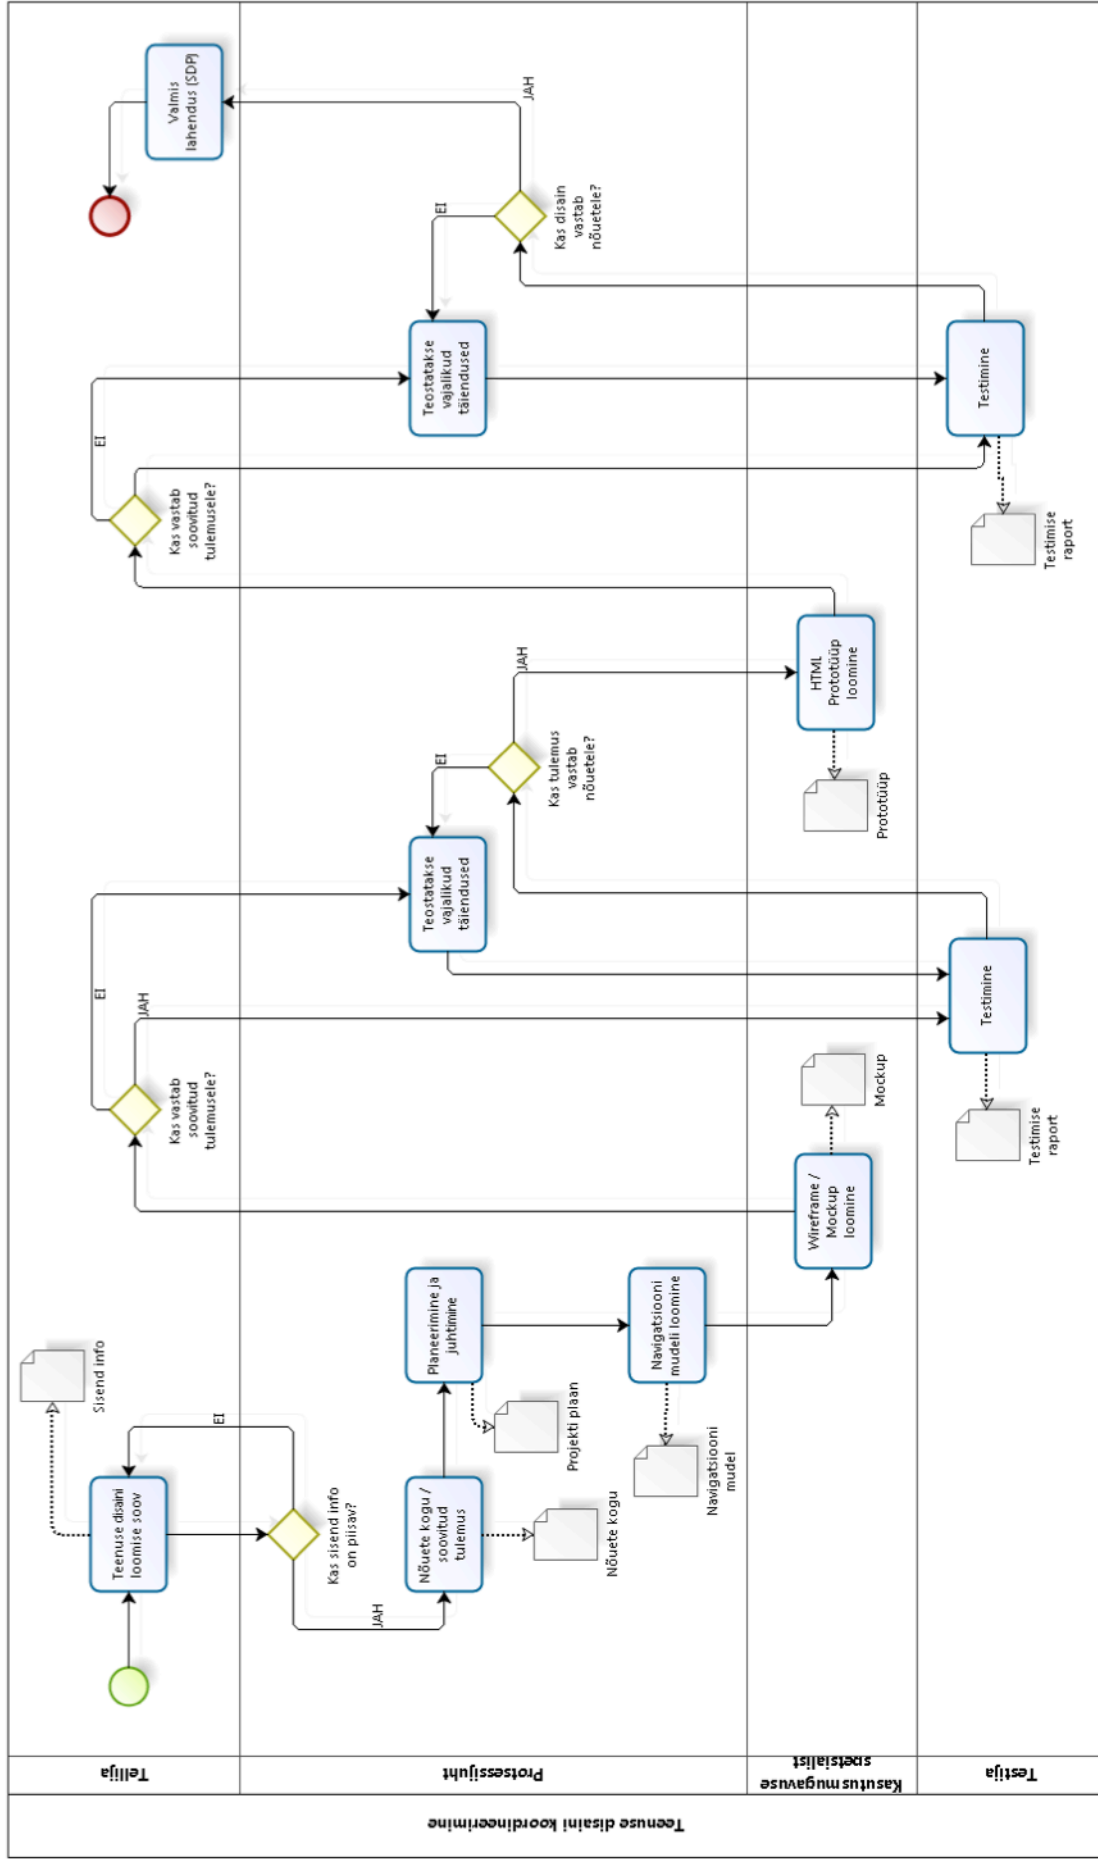 Teenuse disaini koordineerimine
Tellija
Protsessijuht
Kasutusmugavuse
spetsialist
Testija
Teenuse disaini
loomise soov
Sisend info
Kas sisend info
on piisav?
EI
JAH
Nõuete kogu /
soovitud
tulemus
Nõuete kogu
Planeerimine ja
juhtimine
Projekti plaan
Navigatsiooni
mudeli loomine
Navigatsiooni
mudel
Wireframe /
Mockup
loomine
Mockup
Kas vastab
soovitud
tulemusele?
EI
JAH
Testimine
Testimise
raport
Teostatakse
vajalikud
täiendused
Kas tulemus
vastab
nõuetele?
EI
JAH
HTML
Prototüüp
loomine
Prototüüp
Kas vastab
soovitud
tulemusele?
EI
Teostatakse
vajalikud
täiendused
Testimine
Testimise
raport
Kas disain
vastab
nõuetele?
EI
JAH
Valmis
lahendus (SDP)